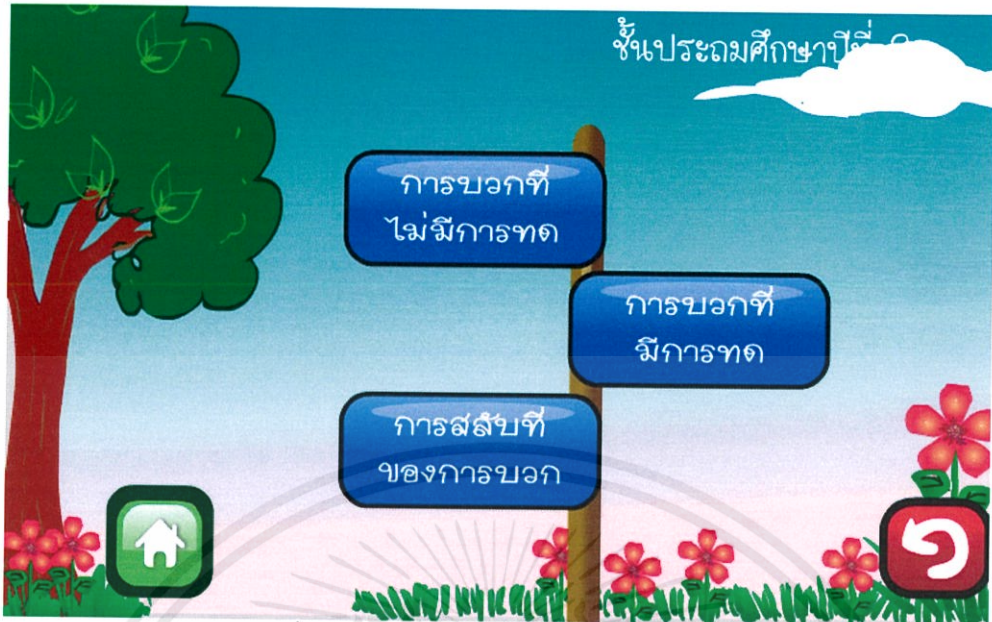 ชั้นประถมศึกษาปีที่
การบวกที่
ไม่มีการทด
การบวกที่
มีการทด
การสลับที่
ของการบวก